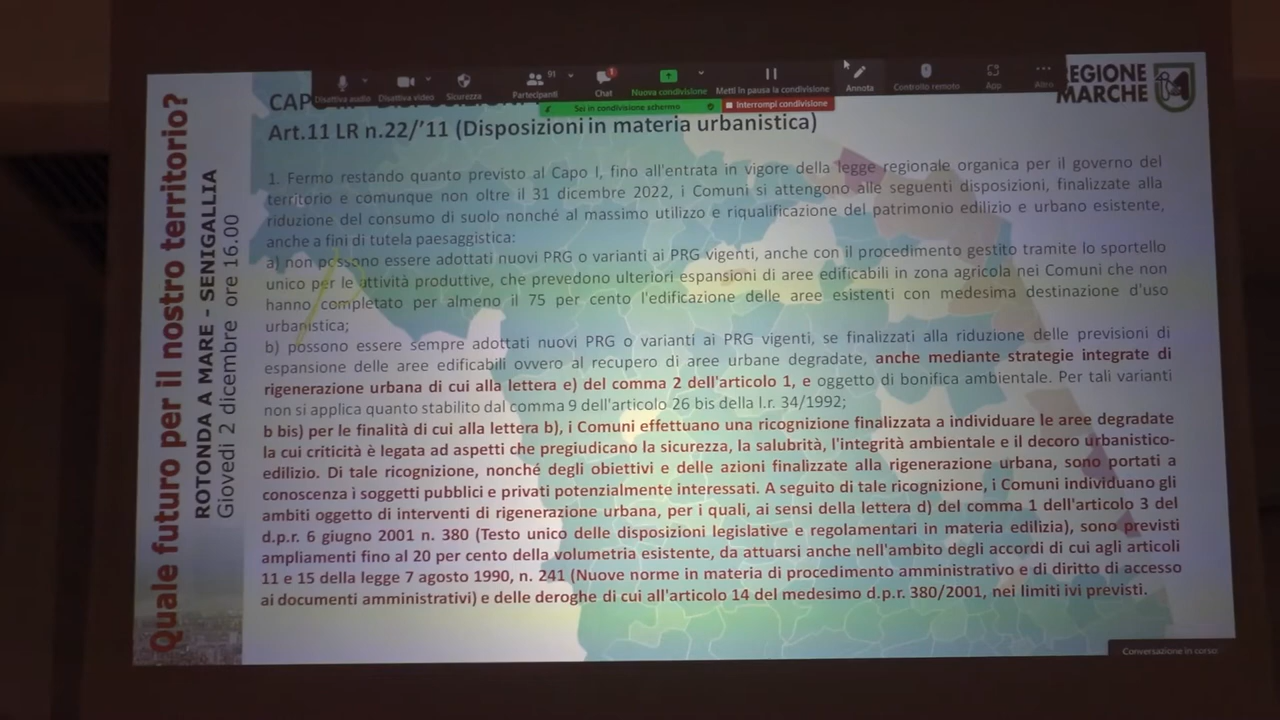 Disattiva audio
Disattiva video
Sicurezza
91
Partecipanti
1
Chat
Nuova condivisione
Metti in pausa la condivisione
Annota
Controllo remoto
App
Altro
Sei in condivisione schermo
Interrompi condivisione
REGIONE
MARCHE
Quale futuro per il nostro territorio?
ROTONDA A MARE - SENIGALLIA
Giovedì 2 dicembre ore 16.00
CAP
Art.11 LR n.22/'11 (Disposizioni in materia urbanistica)
1. Fermo restando quanto previsto al Capo I, fino all'entrata in vigore della legge regionale organica per il governo del
territorio e comunque non oltre il 31 dicembre 2022, i Comuni si attengono alle seguenti disposizioni, finalizzate alla
riduzione del consumo di suolo nonché al massimo utilizzo e riqualificazione del patrimonio edilizio e urbano esistente,
anche a fini di tutela paesaggistica:
a) non possono essere adottati nuovi PRG o varianti ai PRG vigenti, anche con il procedimento gestito tramite lo sportello
unico per le attività produttive, che prevedono ulteriori espansioni di aree edificabili in zona agricola nei Comuni che non
hanno completato per almeno il 75 per cento l'edificazione delle aree esistenti con medesima destinazione d'uso
urbanistica;
b) possono essere sempre adottati nuovi PRG o varianti ai PRG vigenti, se finalizzati alla riduzione delle previsioni di
espansione delle aree edificabili ovvero al recupero di aree urbane degradate, anche mediante strategie integrate di
rigenerazione urbana di cui alla lettera e) del comma 2 dell'articolo 1, e oggetto di bonifica ambientale. Per tali varianti
non si applica quanto stabilito dal comma 9 dell'articolo 26 bis della l.r. 34/1992;
b bis) per le finalità di cui alla lettera b), i Comuni effettuano una ricognizione finalizzata a individuare le aree degradate
la cui criticità è legata ad aspetti che pregiudicano la sicurezza, la salubrità, l'integrità ambientale e il decoro urbanistico-
edilizio. Di tale ricognizione, nonché degli obiettivi e delle azioni finalizzate alla rigenerazione urbana, sono portati a
conoscenza i soggetti pubblici e privati potenzialmente interessati. A seguito di tale ricognizione, i Comuni individuano gli
ambiti oggetto di interventi di rigenerazione urbana, per i quali, ai sensi della lettera d) del comma 1 dell'articolo 3 del
d.p.r. 6 giugno 2001 n. 380 (Testo unico delle disposizioni legislative e regolamentari in materia edilizia), sono previsti
ampliamenti fino al 20 per cento della volumetria esistente, da attuarsi anche nell'ambito degli accordi di cui agli articoli
11 e 15 della legge 7 agosto 1990, n. 241 (Nuove norme in materia di procedimento amministrativo e di diritto di accesso
ai documenti amministrativi) e delle deroghe di cui all'articolo 14 del medesimo d.p.r. 380/2001, nei limiti ivi previsti.
Conversazione in corso